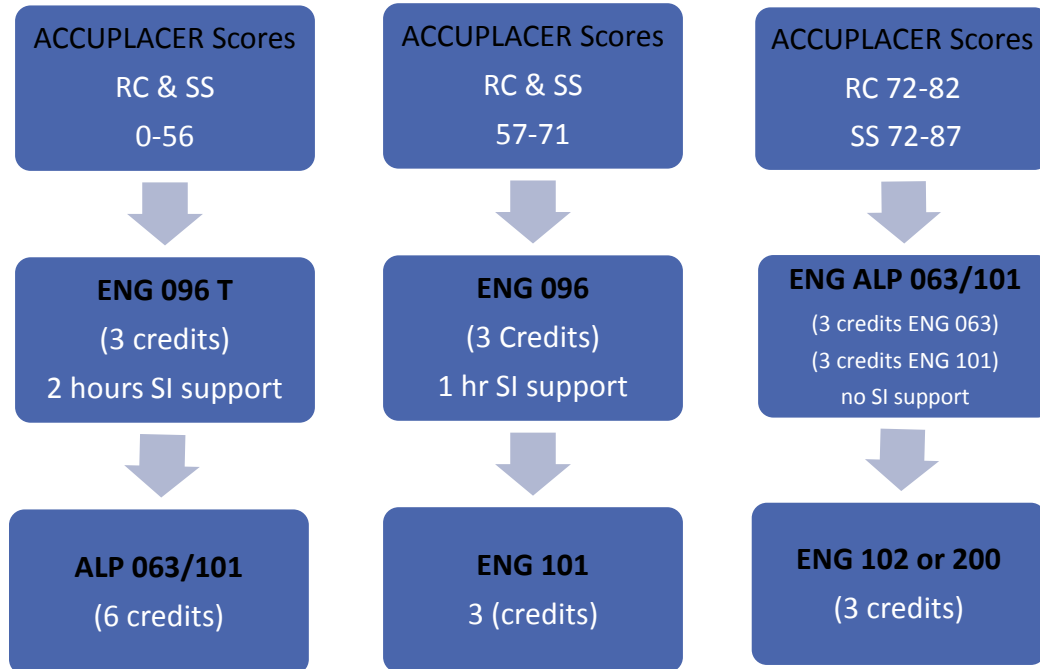 ACCUPLACER Scores
RC & SS
0-56
ENG 096 T
(3 credits)
2 hours SI support
ALP 063/101
(6 credits)
ACCUPLACER Scores
RC & SS
57-71
ENG 096
(3 Credits)
1 hr SI support
ENG 101
3 (credits)
ACCUPLACER Scores
RC 72-82
SS 72-87
ENG ALP 063/101
(3 credits ENG 063)
(3 credits ENG 101)
no SI support
ENG 102 or 200
(3 credits)